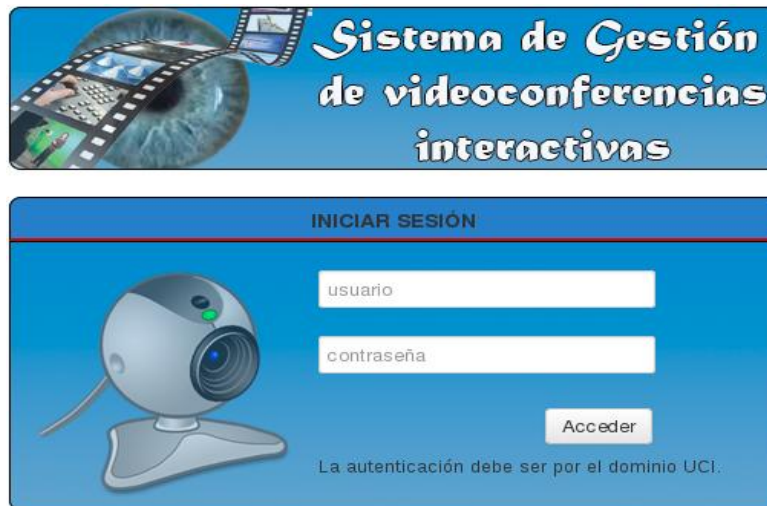 Sistema de Gestión
de videoconferencias
interactivas
INICIAR SESIÓN
usuario
contraseña
Acceder
La autenticación debe ser por el dominio UCI.